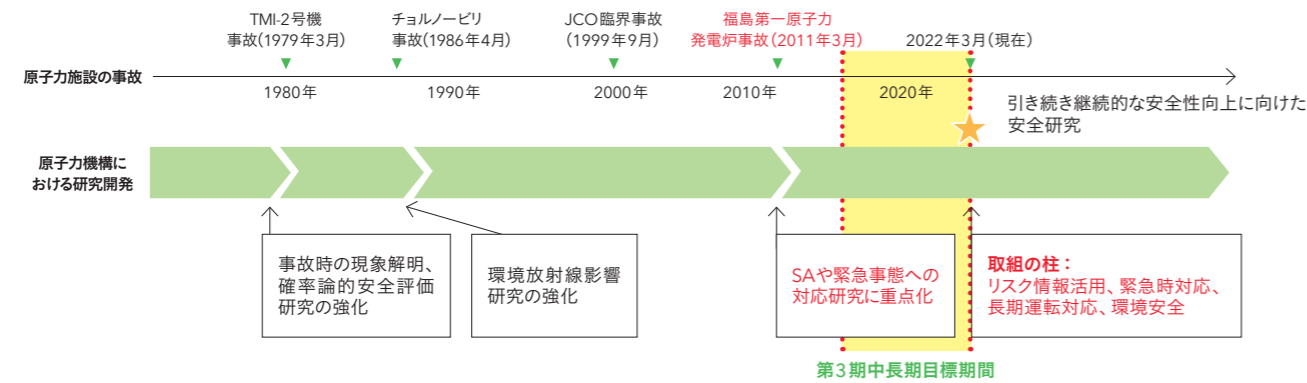 TMI-2号機
事故(1979年3月)
チョルノービリ
事故(1986年4月)
JCO臨界事故
(1999年9月)
福島第一原子力
発電炉事故(2011年3月)
2022年3月(現在)
原子力施設の事故
1980年
1990年
2000年
2010年
2020年
引き続き継続的な安全性向上に向けた
安全研究
原子力機構に
おける研究開発
事故時の現象解明、
確率論的安全評価
研究の強化
環境放射線影響
研究の強化
SAや緊急事態への
対応研究に重点化
取組の柱：
リスク情報活用、緊急時対応、
長期運転対応、環境安全
第3期中長期目標期間